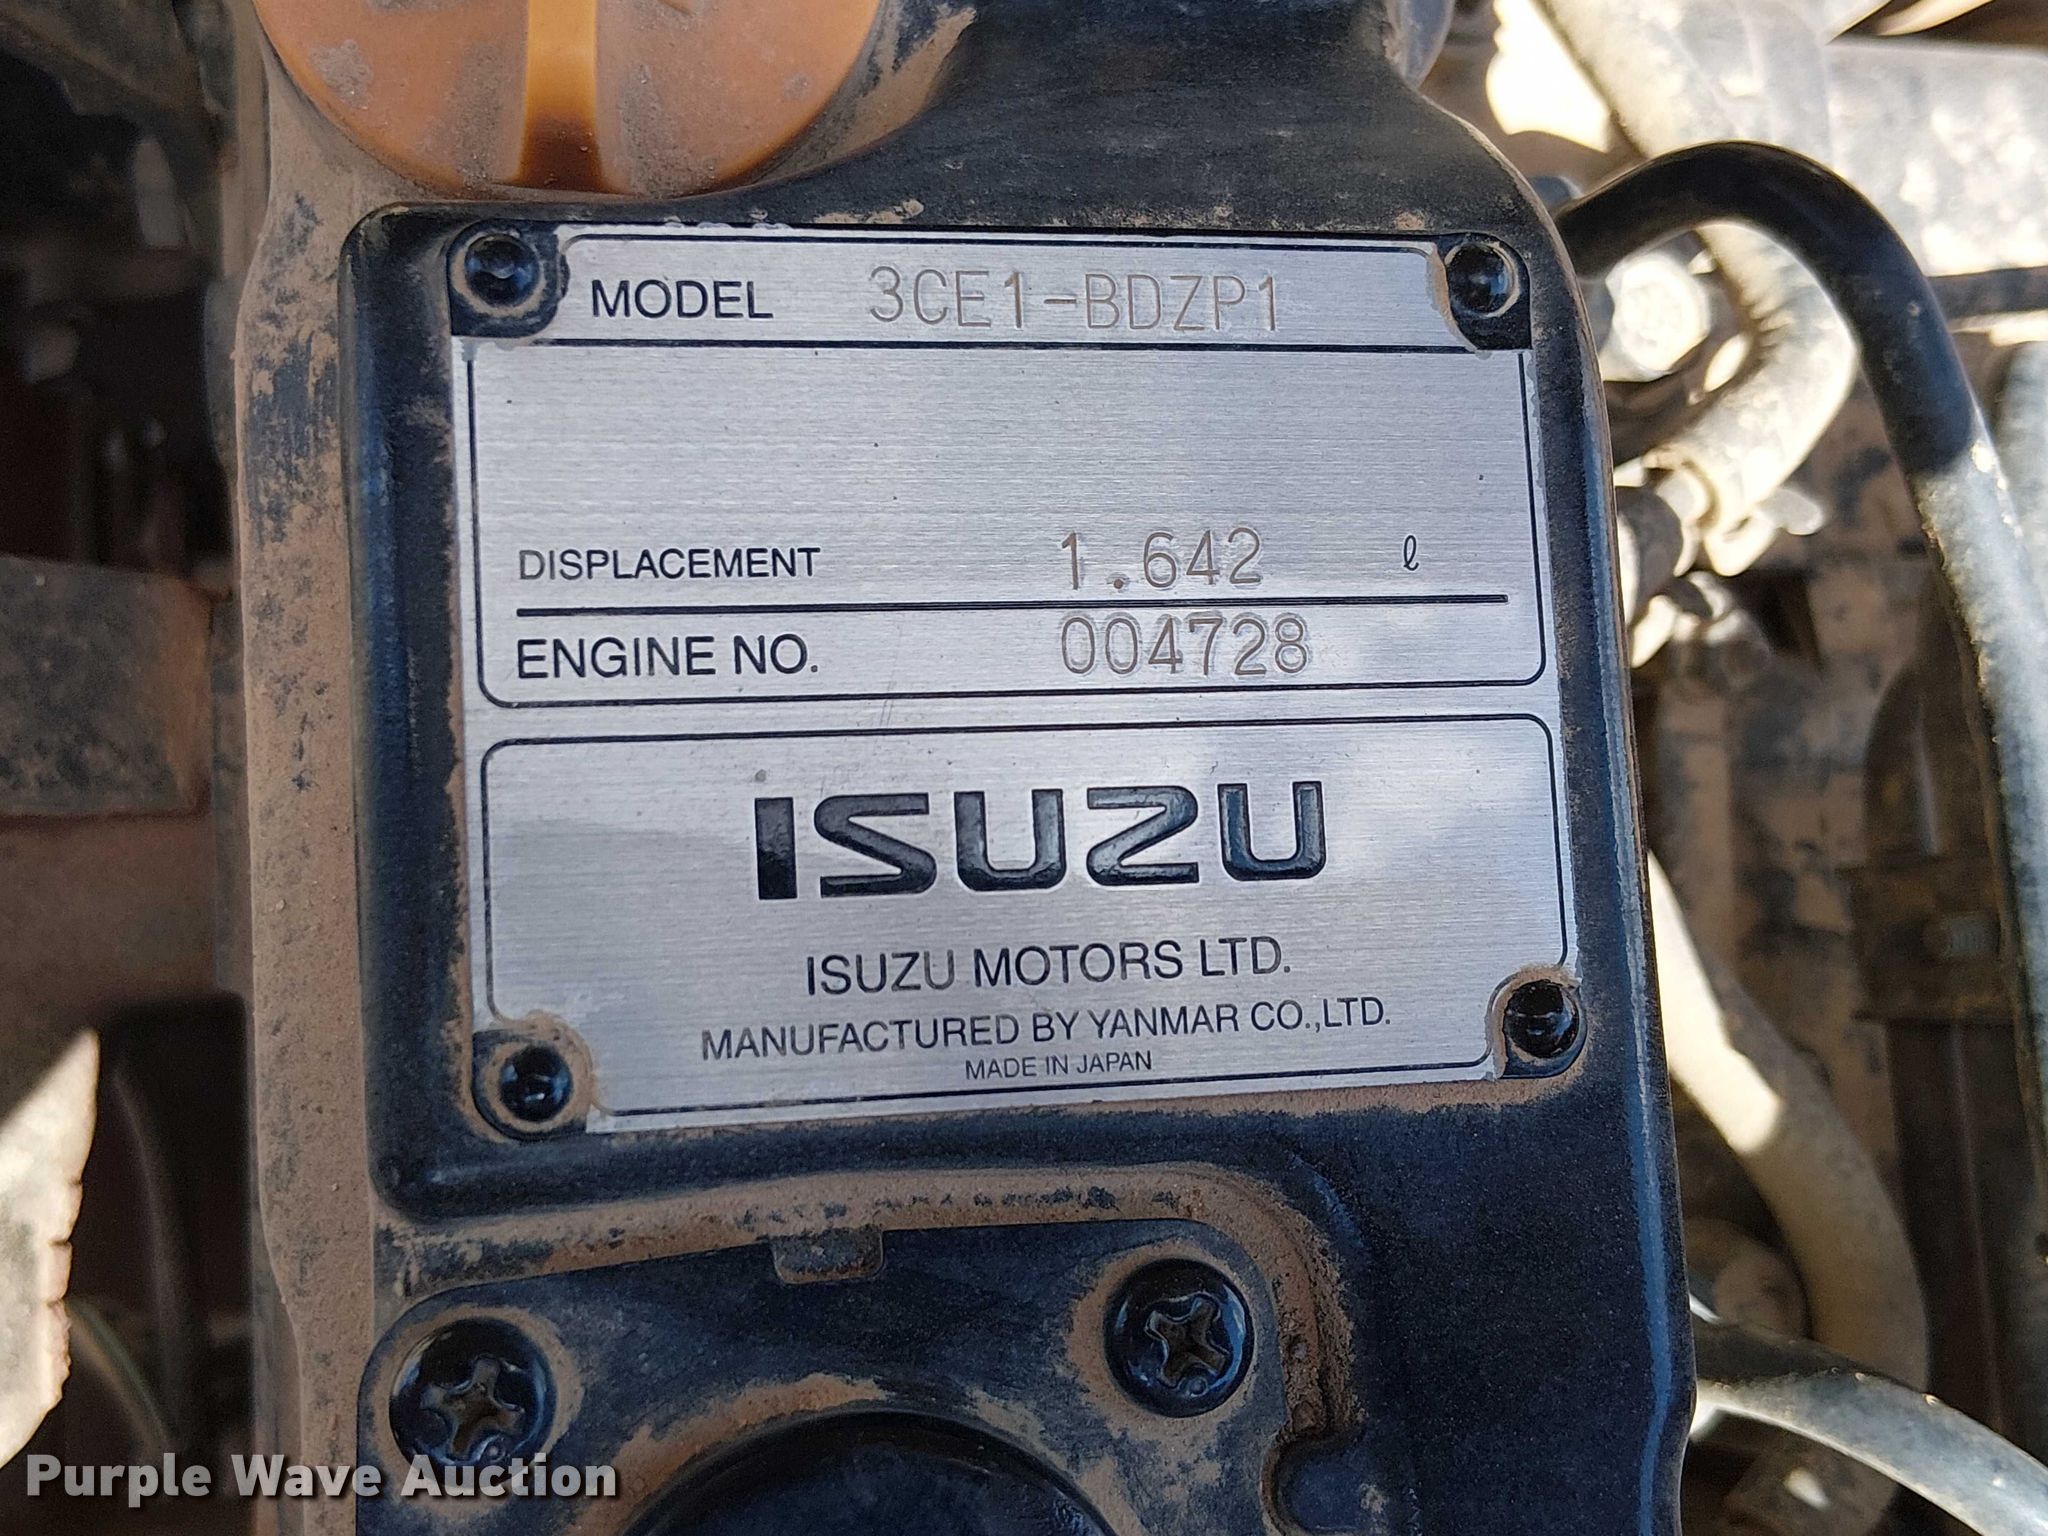 MODEL 3CE1-BDZP1
DISPLACEMENT 1.642 ℓ
ENGINE NO. 004728
ISUZU
ISUZU MOTORS LTD.
MANUFACTURED BY YANMAR CO.,LTD.
MADE IN JAPAN
Purple Wave Auction